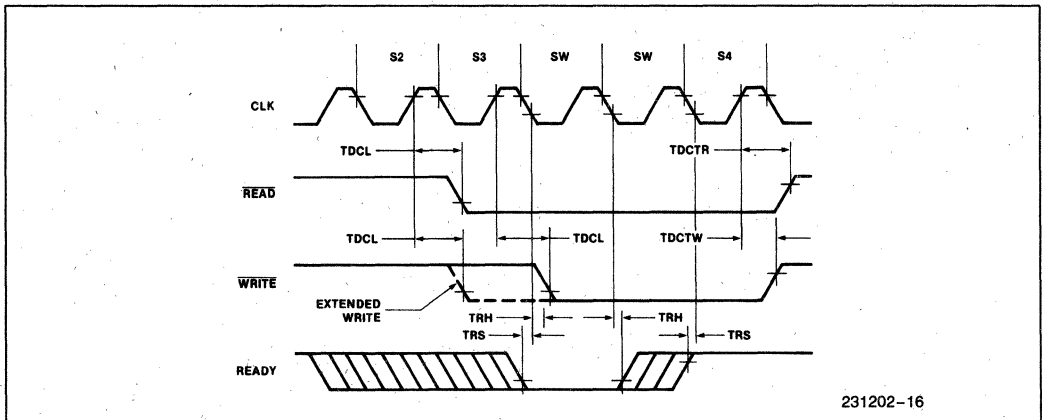 S2 S3 SW SW S4
CLK
TDCL TDCTR
READ
TDCL TDCL TDCTW
WRITE
EXTENDED
WRITE
TRH TRH
TRS TRS
READY
231202-16